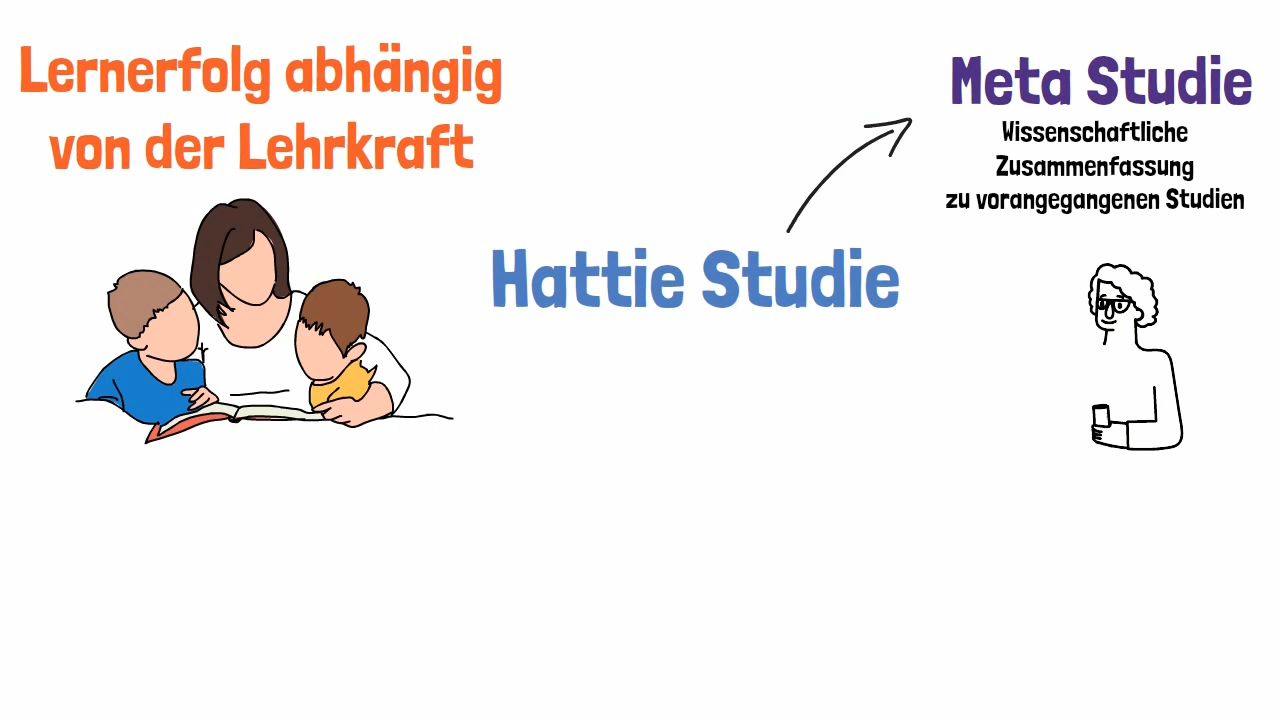 Lernerfolg abhängig
von der Lehrkraft
Hattie Studie
Meta Studie
Wissenschaftliche
Zusammenfassung
zu vorangegangenen Studien